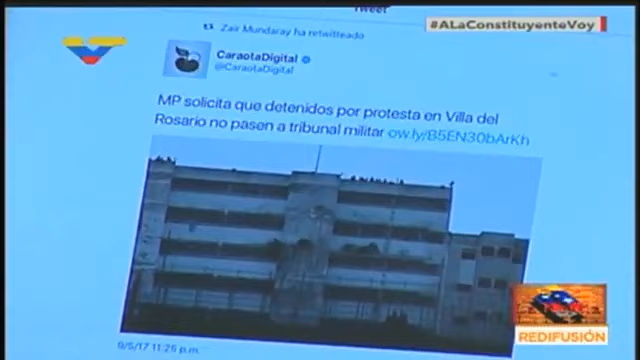 Tweet
#ALaConstituyenteVoy
Zair Mundaray ha retwitteado
CaraotaDigital
@CaraotaDigital
MP solicita que detenidos por protesta en Villa del
Rosario no pasen a tribunal militar ow.ly/B5EN30bArKh
9/5/17 11:25 p.m.
REDIFUSIÓN